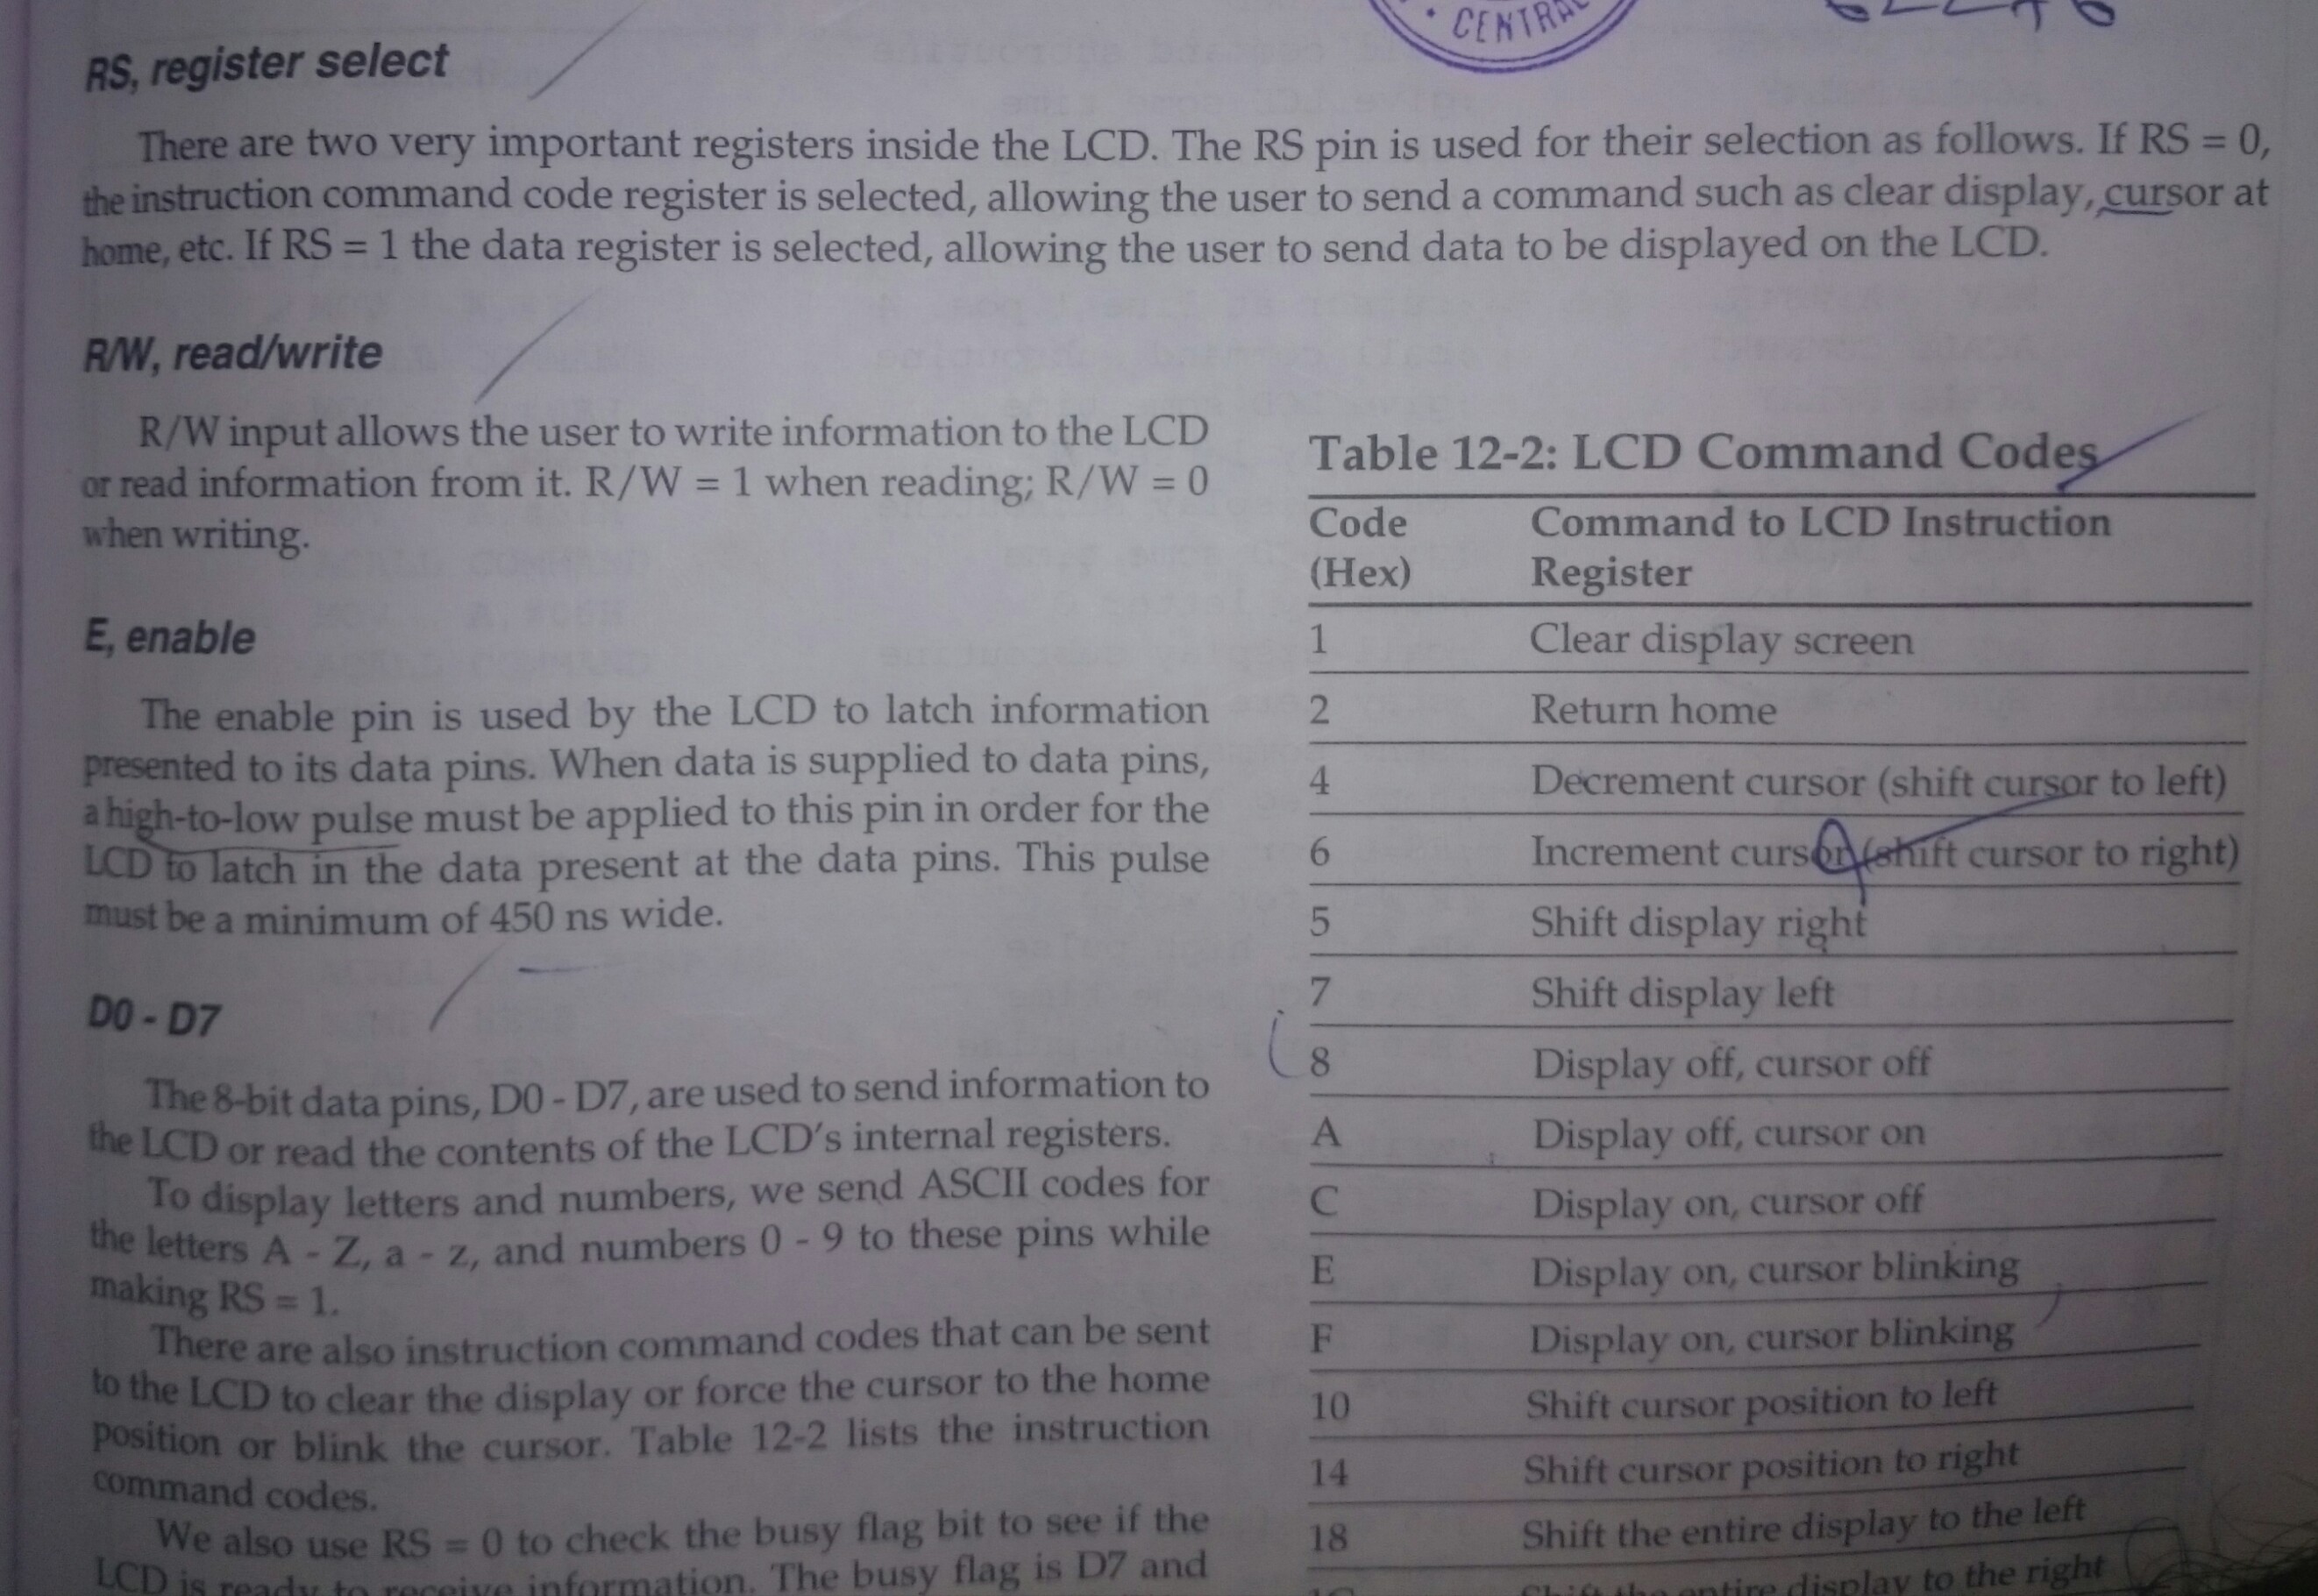 CENTRAL
RS, register select
There are two very important registers inside the LCD. The RS pin is used for their selection as follows. If RS = 0,
the instruction command code register is selected, allowing the user to send a command such as clear display, cursor at
home, etc. If RS = 1 the data register is selected, allowing the user to send data to be displayed on the LCD.
R/W, read/write
R/W input allows the user to write information to the LCD
or read information from it. R/W = 1 when reading; R/W = 0
when writing.
E, enable
The enable pin is used by the LCD to latch information
presented to its data pins. When data is supplied to data pins,
a high-to-low pulse must be applied to this pin in order for the
LCD to latch in the data present at the data pins. This pulse
must be a minimum of 450 ns wide.
D0 - D7
The 8-bit data pins, D0 - D7, are used to send information to
the LCD or read the contents of the LCD's internal registers.
To display letters and numbers, we send ASCII codes for
the letters A - Z, a - z, and numbers 0 - 9 to these pins while
making RS = 1.
There are also instruction command codes that can be sent
to the LCD to clear the display or force the cursor to the home
position or blink the cursor. Table 12-2 lists the instruction
command codes.
We also use RS = 0 to check the busy flag bit to see if the
LCD is ready to receive information. The busy flag is D7 and
Table 12-2: LCD Command Codes
Code Command to LCD Instruction
(Hex) Register
1 Clear display screen
2 Return home
4 Decrement cursor (shift cursor to left)
6 Increment cursor (shift cursor to right)
5 Shift display right
7 Shift display left
8 Display off, cursor off
A Display off, cursor on
C Display on, cursor off
E Display on, cursor blinking
F Display on, cursor blinking
10 Shift cursor position to left
14 Shift cursor position to right
18 Shift the entire display to the left
Shift the entire display to the right